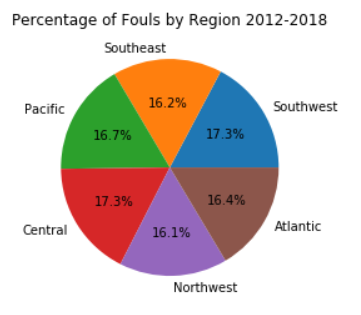 Percentage of Fouls by Region 2012-2018
Southeast
Southwest
Pacific
16.2%
17.3%
16.7%
17.3%
16.4%
16.1%
Central
Atlantic
Northwest